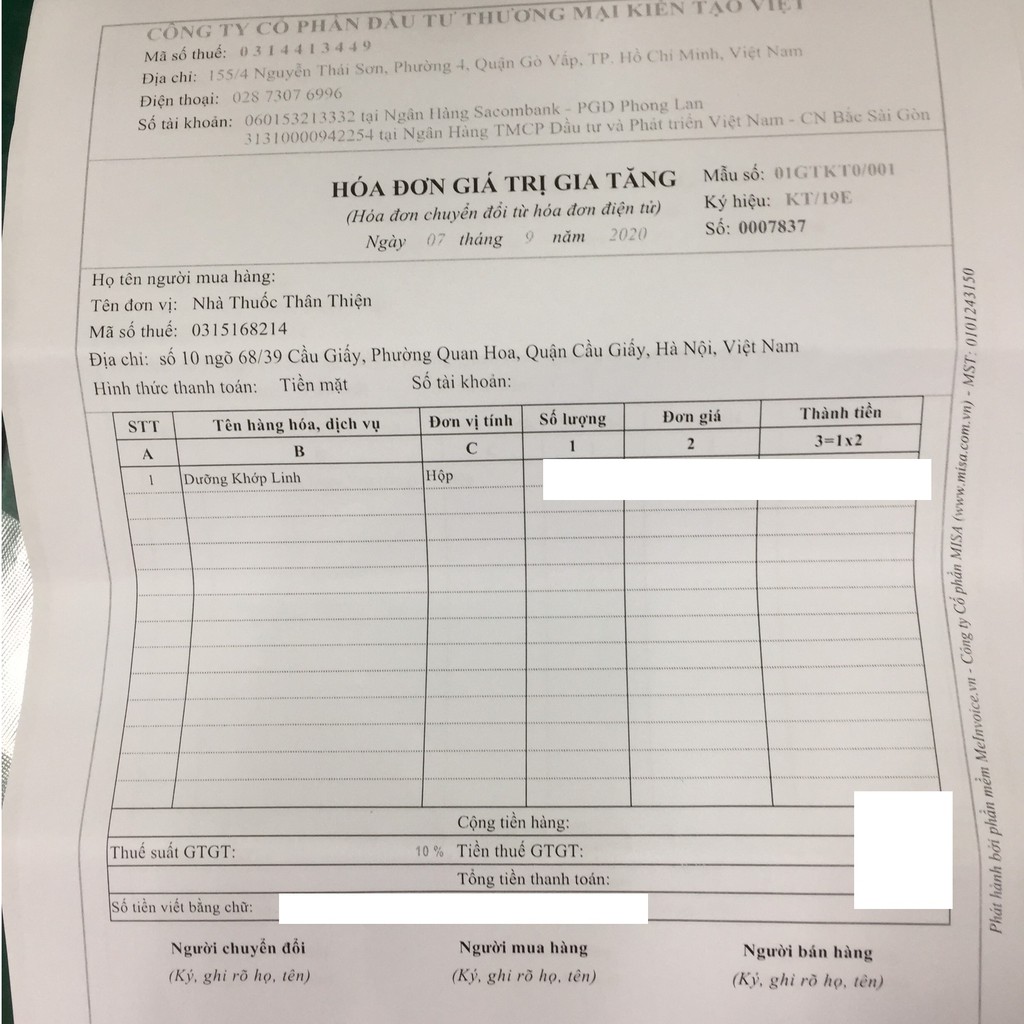 CÔNG TY CỔ PHẦN ĐẦU TƯ THƯƠNG MẠI KIẾN TẠO VIỆT
Mã số thuế: 0 3 1 4 4 1 3 4 4 9
Địa chỉ: 155/4 Nguyễn Thái Sơn, Phường 4, Quận Gò Vấp, TP. Hồ Chí Minh, Việt Nam
Điện thoại: 028 7307 6996
Số tài khoản: 060153213332 tại Ngân Hàng Sacombank - PGD Phong Lan
31310000942254 tại Ngân Hàng TMCP Đầu tư và Phát triển Việt Nam - CN Bắc Sài Gòn
HÓA ĐƠN GIÁ TRỊ GIA TĂNG
(Hóa đơn chuyển đổi từ hóa đơn điện tử)
Ngày 07 tháng 9 năm 2020
Mẫu số: 01GTKT0/001
Ký hiệu: KT/19E
Số: 0007837
Họ tên người mua hàng:
Tên đơn vị: Nhà Thuốc Thân Thiện
Mã số thuế: 0315168214
Địa chỉ: số 10 ngõ 68/39 Cầu Giấy, Phường Quan Hoa, Quận Cầu Giấy, Hà Nội, Việt Nam
Hình thức thanh toán: Tiền mặt Số tài khoản:
STT Tên hàng hóa, dịch vụ Đơn vị tính Số lượng Đơn giá Thành tiền
A B C 1 2 3=1x2
1 Dưỡng Khớp Linh Hộp
Cộng tiền hàng:
Thuế suất GTGT: 10 % Tiền thuế GTGT:
Tổng tiền thanh toán:
Số tiền viết bằng chữ:
Người chuyển đổi Người mua hàng Người bán hàng
(Ký, ghi rõ họ, tên) (Ký, ghi rõ họ, tên) (Ký, ghi rõ họ, tên)
Phát hành bởi phần mềm MeInvoice.vn - Công ty Cổ phần MISA (www.misa.com.vn) - MST: 0101243150